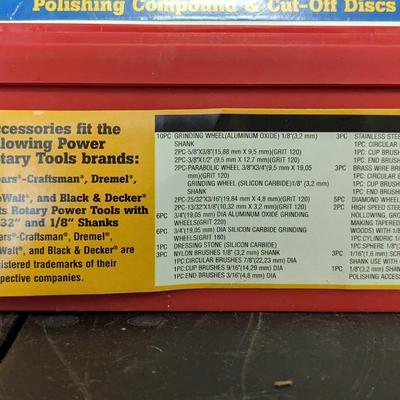 Polishing Compound & Cut-Off Discs
ccessories fit the
llowing Power
tary Tools brands:
ars®-Craftsman®, Dremel®,
eWalt®, and Black & Decker®
ts Rotary Power Tools with
32" and 1/8" Shanks
ars®-Craftsman®, Dremel®,
Walt®, and Black & Decker® are
gistered trademarks of their
spective companies.
10PC GRINDING WHEEL(ALUMINUM OXIDE) 1/8"(3,2 mm)
SHANK
2PC-5/8"X3/8"(15,88 mm X 9,5 mm)(GRIT 120)
2PC-3/8"X1/2" (9,5 mm X 12,7 mm)(GRIT 120)
2PC-PARABOLIC WHEEL 3/8"X3/4"(9,5 mm X 19,05
mm)(GRIT 120)
GRINDING WHEEL (SILICON CARBIDE)1/8" (3,2 mm)
SHANK
2PC-25/32"X3/16"(19,84 mm X 4,8 mm)(GRIT 120)
2PC-13/32"X1/8"(10,32 mm X 3,2 mm)(GRIT 220)
6PC 3/4"(19,05 mm) DIA ALUMINUM OXIDE GRINDING
WHEELS(GRIT 220)
6PC 3/4"(19,05 mm) DIA SILICON CARBIDE GRINDING
WHEELS(GRIT 180)
1PC DRESSING STONE (SILICON CARBIDE)
3PC NYLON BRUSHES 1/8" (3,2 mm) SHANK
1PC:CIRCULAR BRUSHES 7/8"(22,23 mm) DIA
1PC:CUP BRUSHES 9/16"(14,29 mm) DIA
1PC:END BRUSHES 3/16"(4,8 mm) DIA
3PC STAINLESS STEE
1PC: CIRCULAR
1PC: CUP BRUSH
1PC: END BRUSH
3PC BRASS WIRE BR
1PC: CIRCULAR
1PC: CUP BRUSH
1PC: END BRUSH
5PC DIAMOND WHEEL
2PC HIGH SPEED STEE
HOLLOWING, GRO
MAKING TAPERED
WOODS) WITH 1/8
1PC:CYLINDRIC 1/
1PC:SPHERE 1/8"(
3PC 1/16"(1,6 mm) SCR
SHANK USE WITH
1PC 1/8"(3,2 mm) SHAN
POLISHING ACCES